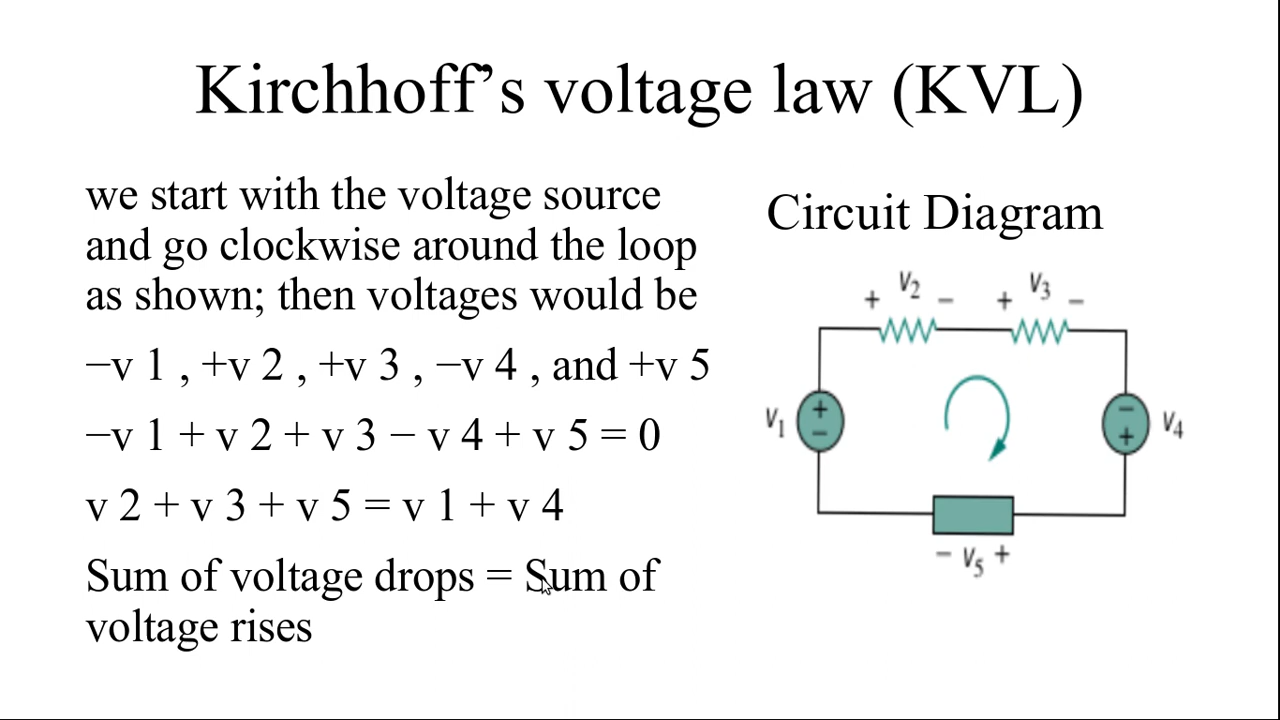 Kirchhoff’s voltage law (KVL)
we start with the voltage source
and go clockwise around the loop
as shown; then voltages would be
−v 1 , +v 2 , +v 3 , −v 4 , and +v 5
−v 1 + v 2 + v 3 − v 4 + v 5 = 0
v 2 + v 3 + v 5 = v 1 + v 4
Sum of voltage drops = Sum of
voltage rises
Circuit Diagram
+ V2 − + V3 −
V1 + −
− + V4
− V5 +